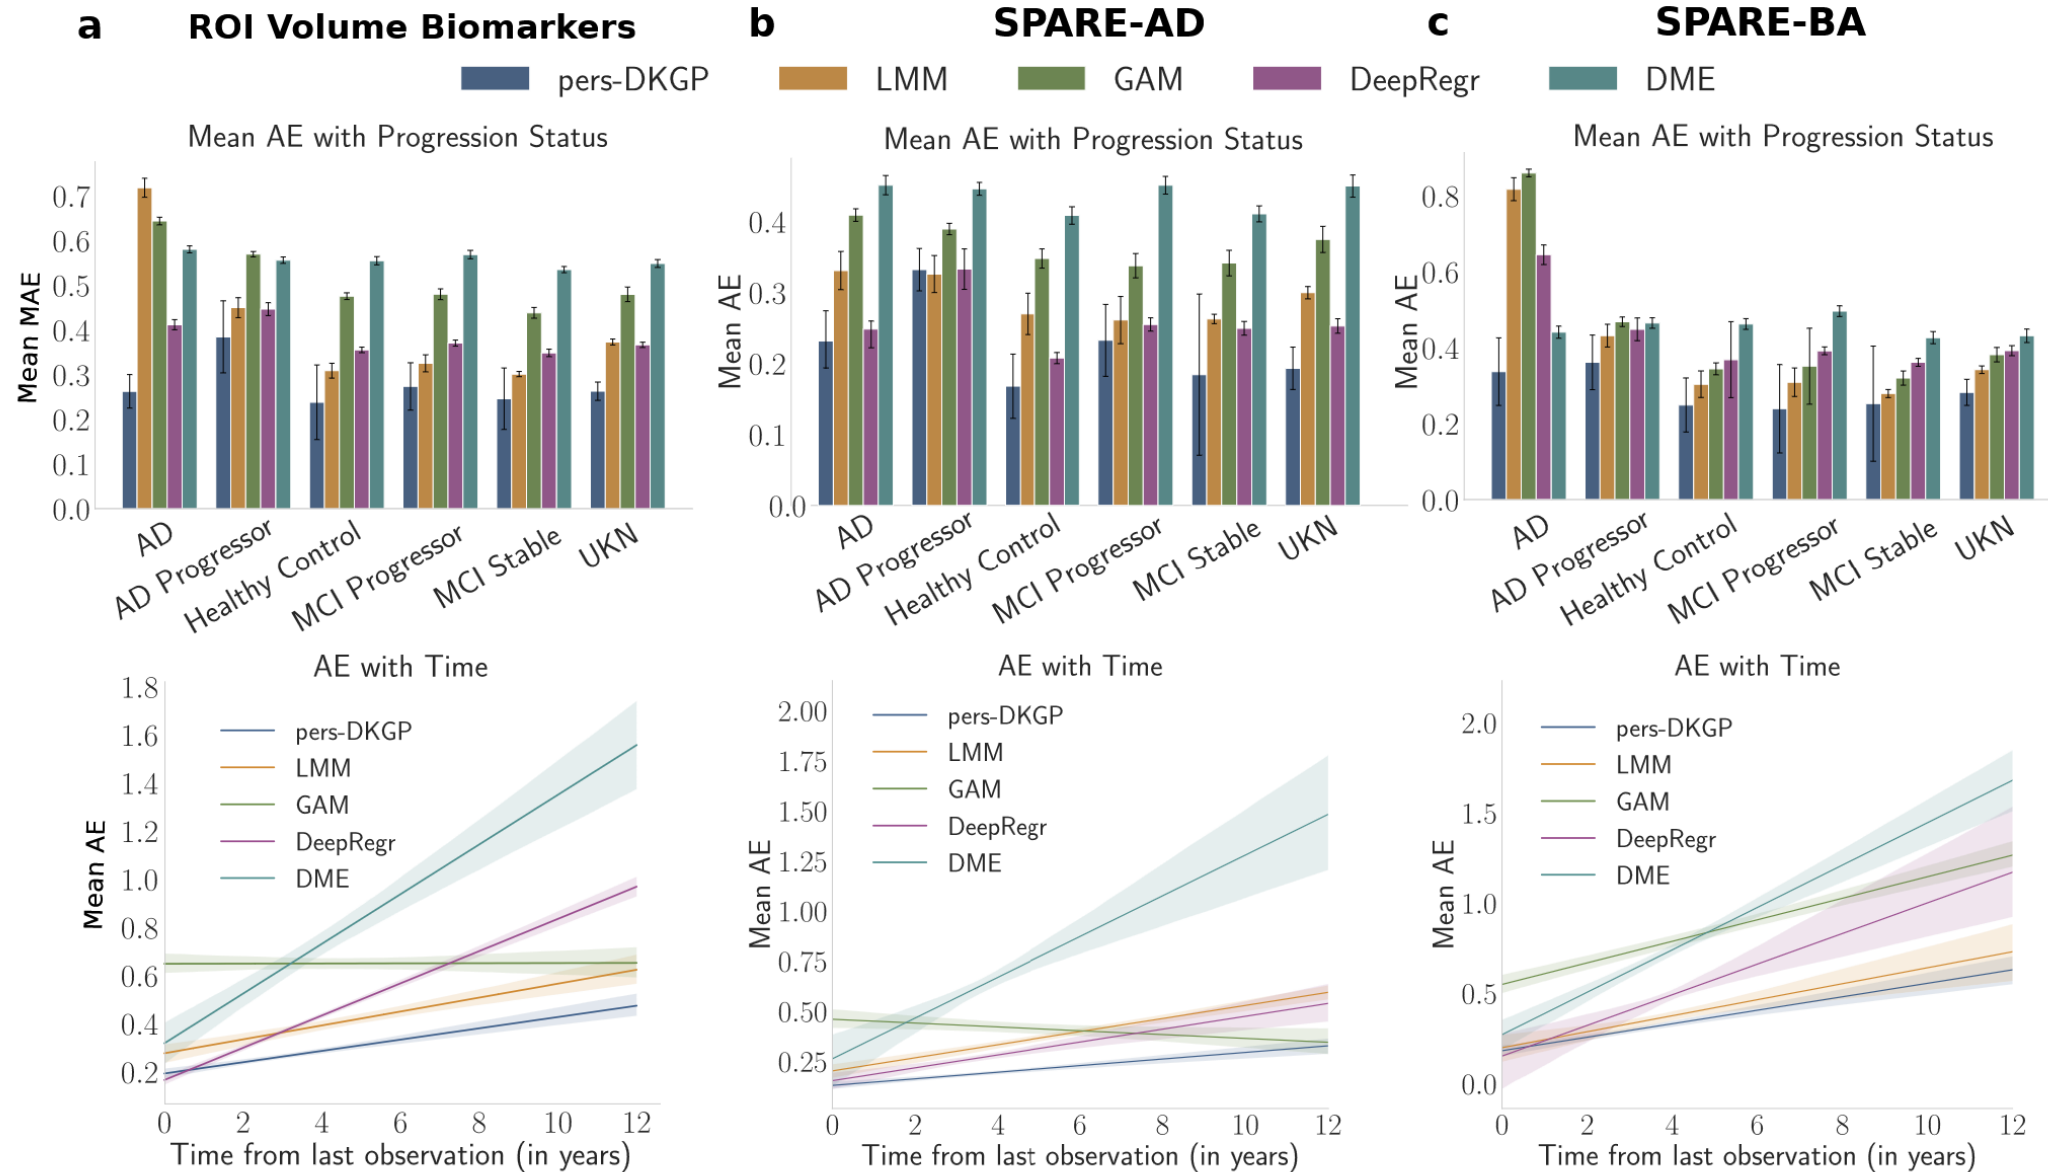 a ROI Volume Biomarkers b SPARE-AD c SPARE-BA
pers-DKGP LMM GAM DeepRegr DME
Mean AE with Progression Status
Mean MAE
0.7
0.6
0.5
0.4
0.3
0.2
0.1
0.0
AD
AD Progressor
Healthy Control
MCI Progressor
MCI Stable
UKN
Mean AE with Progression Status
Mean AE
0.4
0.3
0.2
0.1
0.0
AD
AD Progressor
Healthy Control
MCI Progressor
MCI Stable
UKN
Mean AE with Progression Status
Mean AE
0.8
0.6
0.4
0.2
0.0
AD
AD Progressor
Healthy Control
MCI Progressor
MCI Stable
UKN
AE with Time
Mean AE
1.8
1.6
1.4
1.2
1.0
0.8
0.6
0.4
0.2
pers-DKGP
LMM
GAM
DeepRegr
DME
0 2 4 6 8 10 12
Time from last observation (in years)
AE with Time
Mean AE
2.00
1.75
1.50
1.25
1.00
0.75
0.50
0.25
pers-DKGP
LMM
GAM
DeepRegr
DME
0 2 4 6 8 10 12
Time from last observation (in years)
AE with Time
Mean AE
2.0
1.5
1.0
0.5
0.0
pers-DKGP
LMM
GAM
DeepRegr
DME
0 2 4 6 8 10 12
Time from last observation (in years)